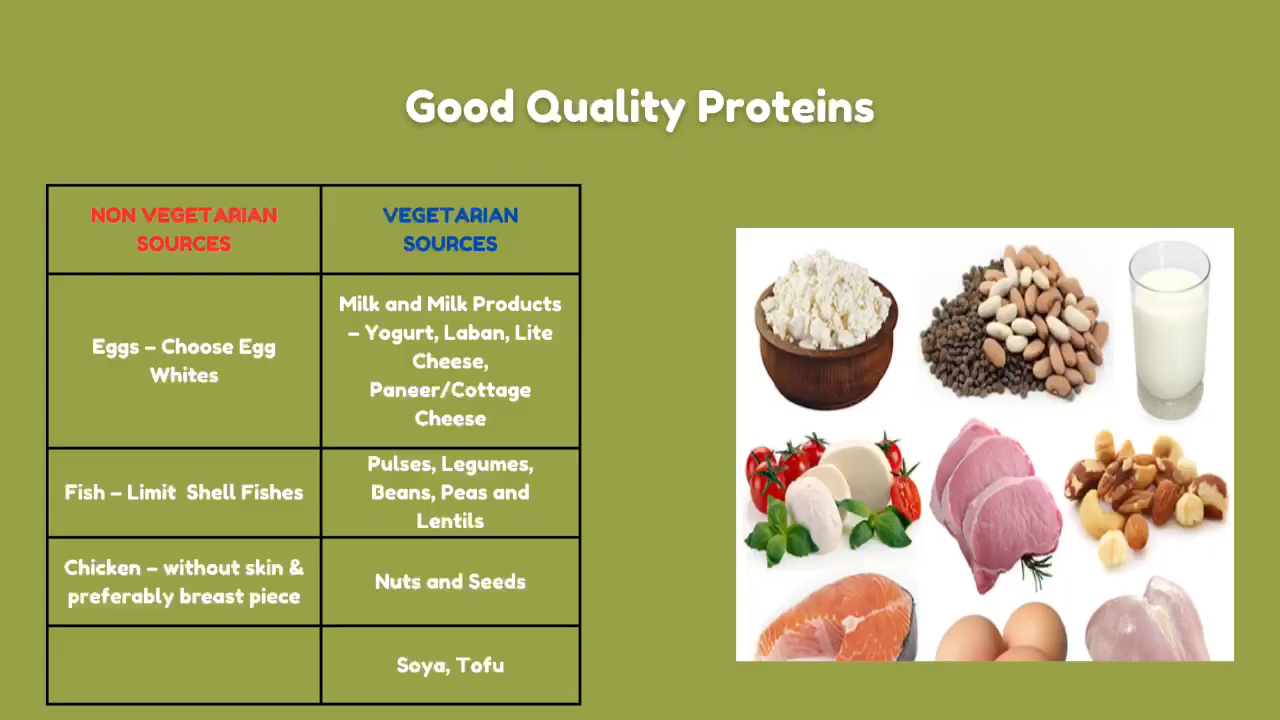 Good Quality Proteins
NON VEGETARIAN
SOURCES
VEGETARIAN
SOURCES
Eggs – Choose Egg
Whites
Milk and Milk Products
– Yogurt, Laban, Lite
Cheese,
Paneer/Cottage
Cheese
Fish – Limit  Shell Fishes
Pulses, Legumes,
Beans, Peas and
Lentils
Chicken – without skin &
preferably breast piece
Nuts and Seeds
Soya, Tofu